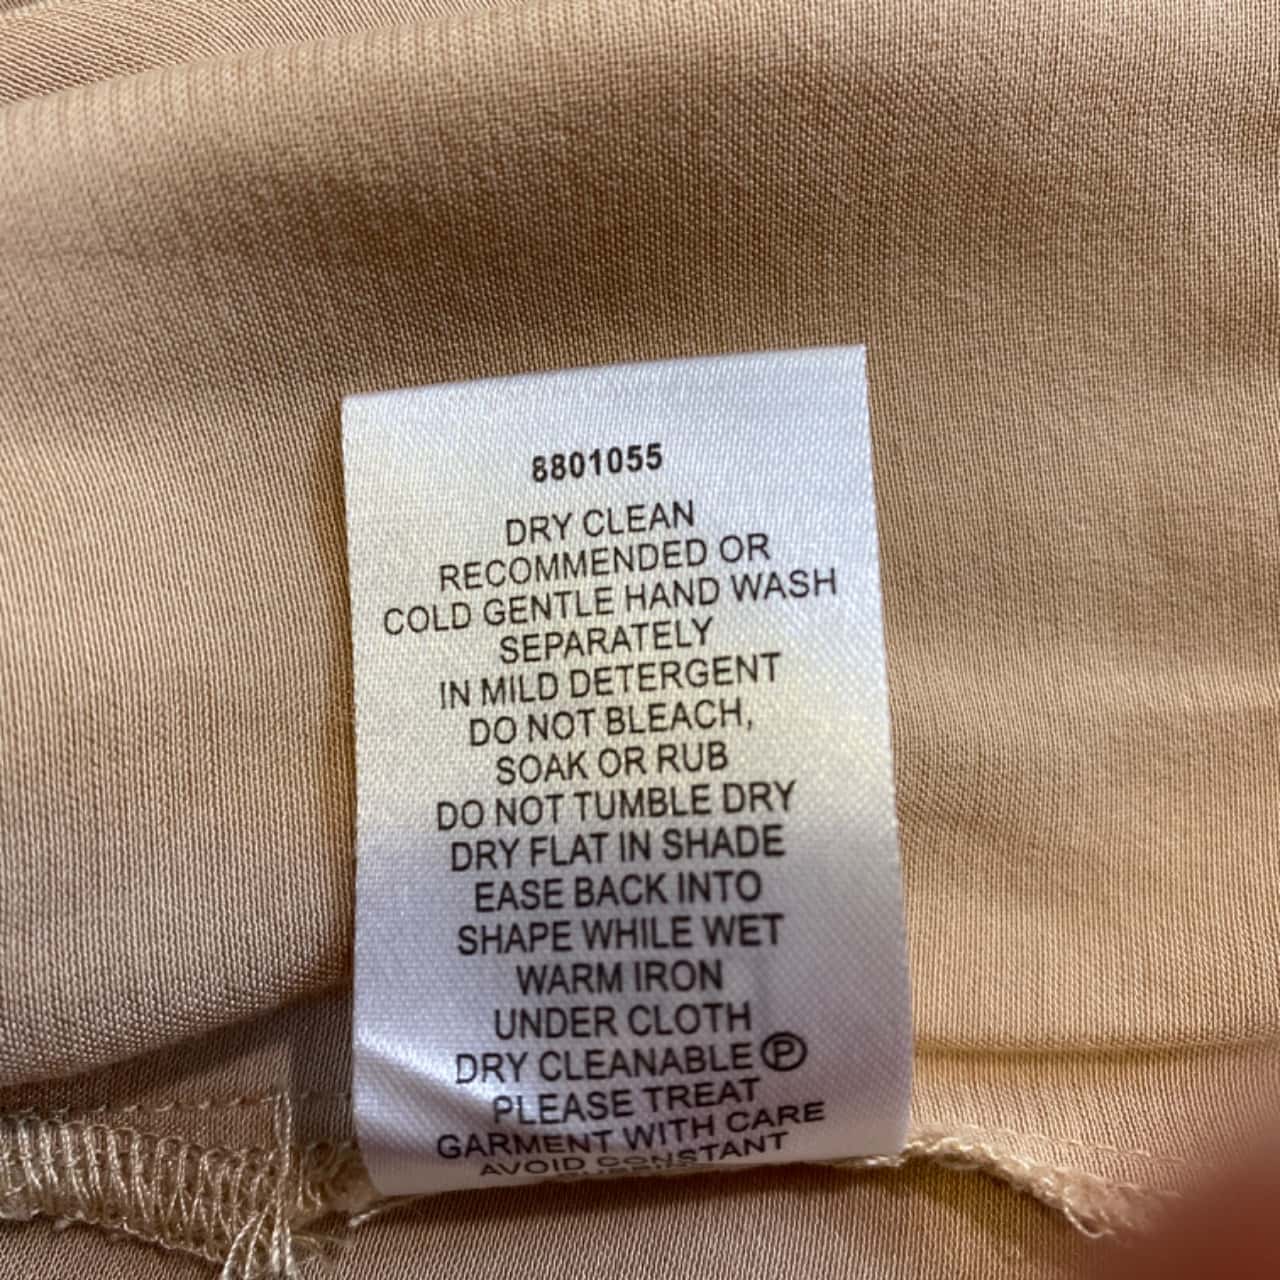 8801055
DRY CLEAN
RECOMMENDED OR
COLD GENTLE HAND WASH
SEPARATELY
IN MILD DETERGENT
DO NOT BLEACH,
SOAK OR RUB
DO NOT TUMBLE DRY
DRY FLAT IN SHADE
EASE BACK INTO
SHAPE WHILE WET
WARM IRON
UNDER CLOTH
DRY CLEANABLE Ⓟ
PLEASE TREAT
GARMENT WITH CARE
AVOID CONSTANT